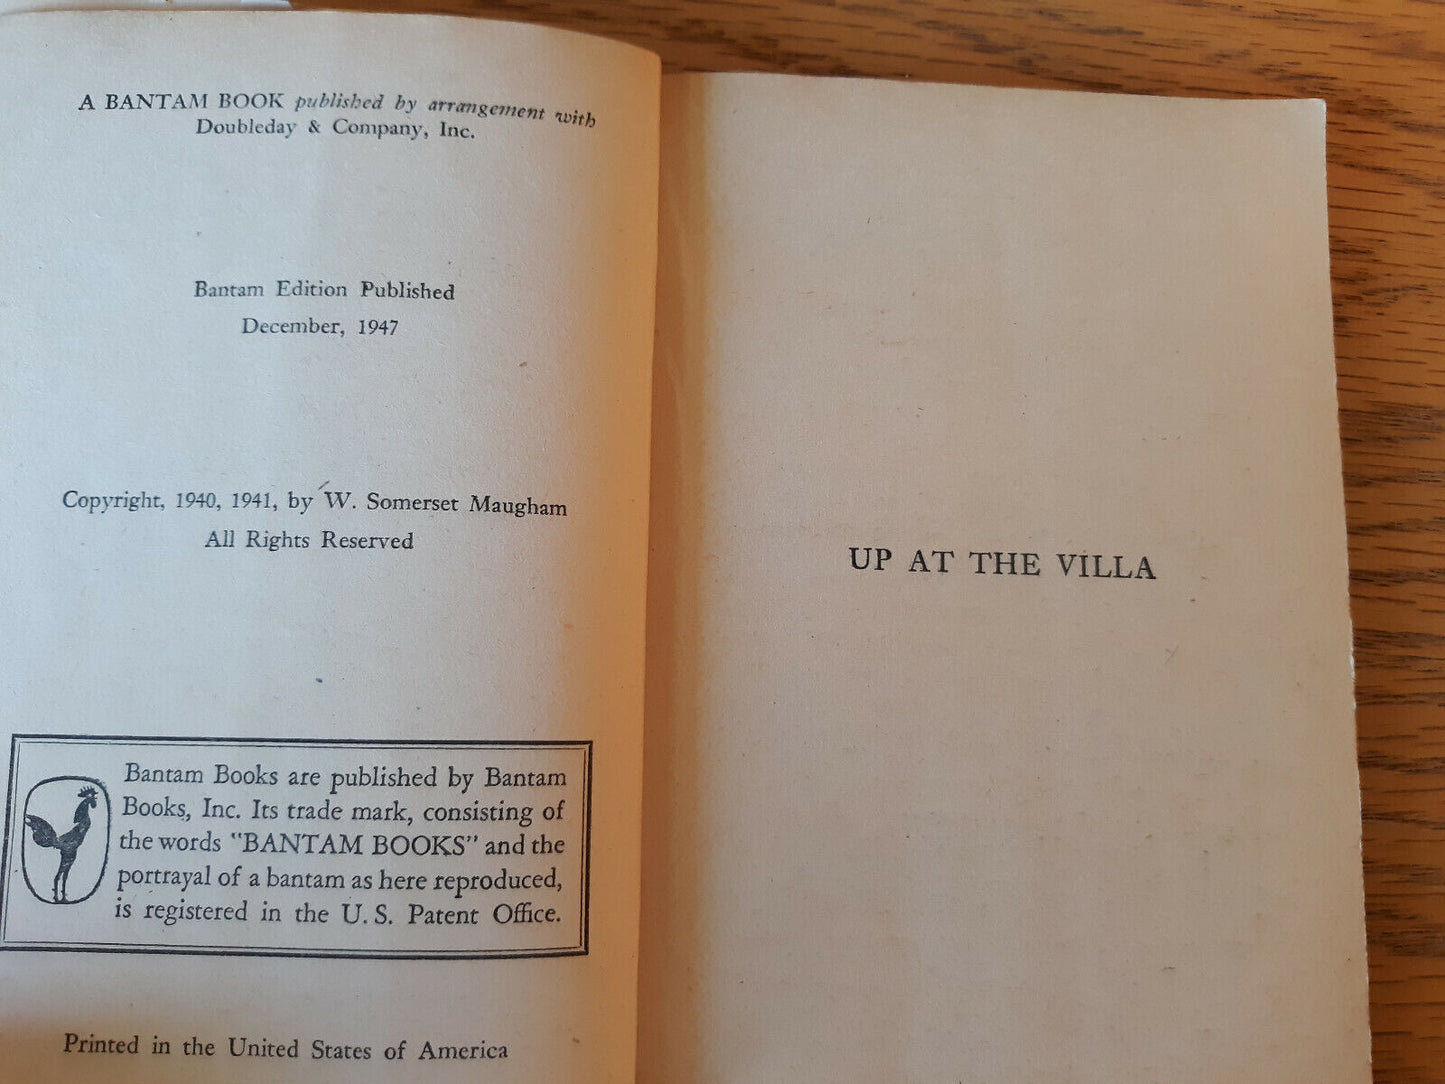 A BANTAM BOOK published by arrangement with
Doubleday & Company, Inc.
Bantam Edition Published
December, 1947
Copyright, 1940, 1941, by W. Somerset Maugham
All Rights Reserved
Bantam Books are published by Bantam
Books, Inc. Its trade mark, consisting of
the words "BANTAM BOOKS" and the
portrayal of a bantam as here reproduced,
is registered in the U. S. Patent Office.
Printed in the United States of America
UP AT THE VILLA